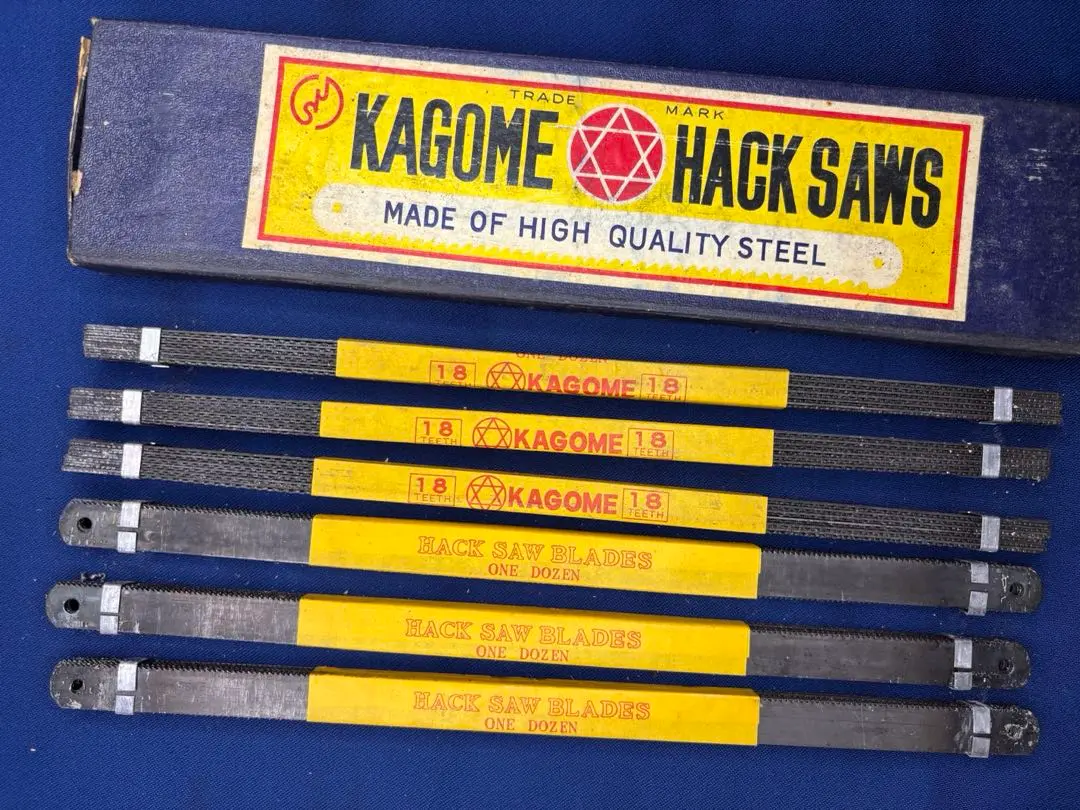 TRADE MARK
KAGOME HACK SAWS
MADE OF HIGH QUALITY STEEL
ONE DOZEN
18 TEETH KAGOME 18 TEETH
18 TEETH KAGOME 18 TEETH
18 TEETH KAGOME 18 TEETH
HACK SAW BLADES
ONE DOZEN
HACK SAW BLADES
ONE DOZEN
HACK SAW BLADES
ONE DOZEN